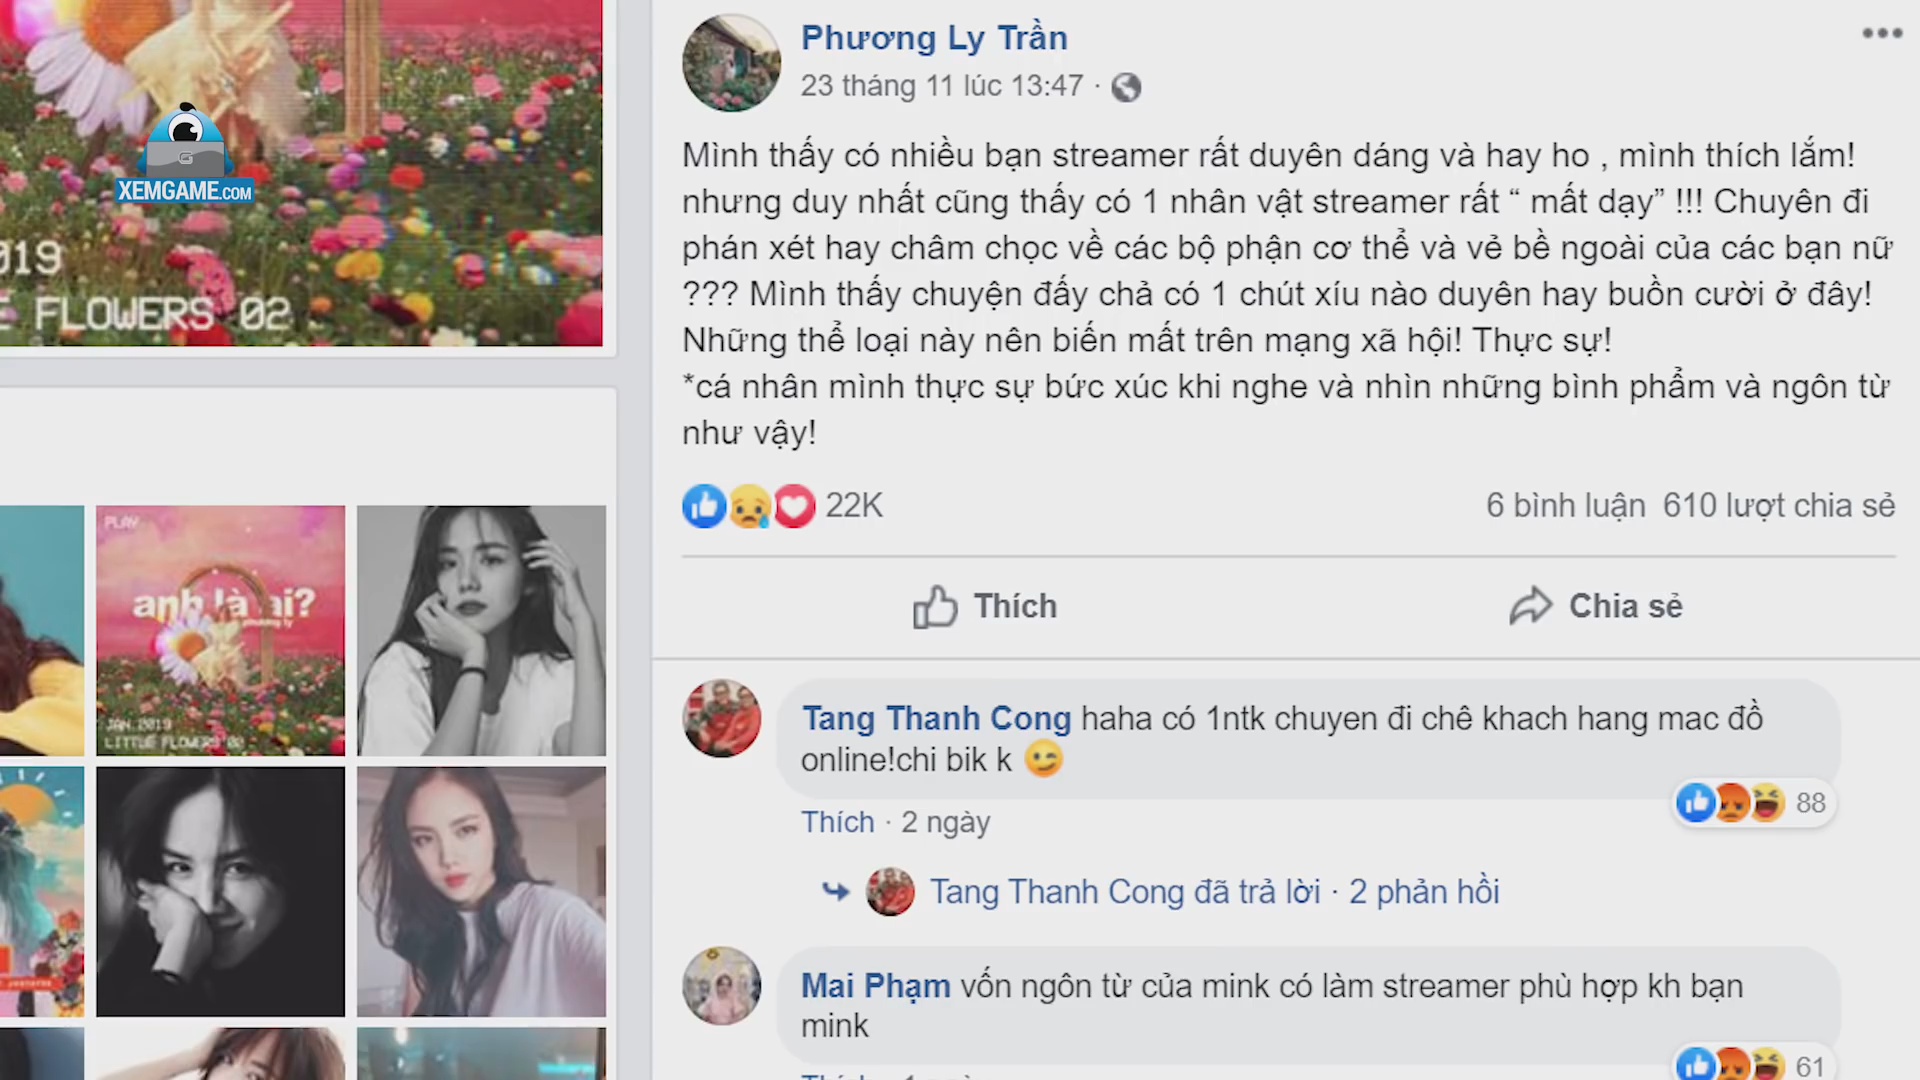 XEMGAME.COM
019
E FLOWERS 02
PLAY
anh là ai?
phương ly
JAN.2019
LITTLE FLOWERS 02
Phương Ly Trần
23 tháng 11 lúc 13:47 ·
Mình thấy có nhiều bạn streamer rất duyên dáng và hay ho , mình thích lắm!
nhưng duy nhất cũng thấy có 1 nhân vật streamer rất “ mất dạy” !!! Chuyên đi
phán xét hay châm chọc về các bộ phận cơ thể và vẻ bề ngoài của các bạn nữ
??? Mình thấy chuyện đấy chả có 1 chút xíu nào duyên hay buồn cười ở đây!
Những thể loại này nên biến mất trên mạng xã hội! Thực sự!
*cá nhân mình thực sự bức xúc khi nghe và nhìn những bình phẩm và ngôn từ
như vậy!
22K
6 bình luận 610 lượt chia sẻ
Thích
Chia sẻ
Tang Thanh Cong haha có 1ntk chuyen đi chê khach hang mac đồ
online!chi bik k 😉
88
Thích · 2 ngày
Tang Thanh Cong đã trả lời · 2 phản hồi
Mai Phạm vốn ngôn từ của mink có làm streamer phù hợp kh bạn
mink
61